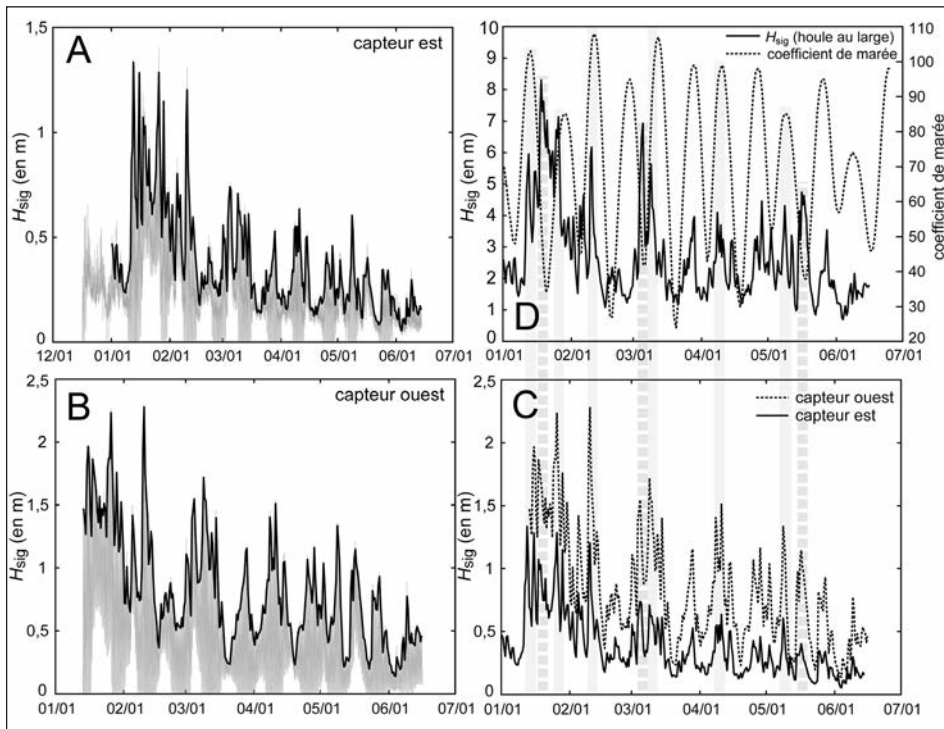 A
capteur est
1,5
1
0,5
0
Hsig (en m)
12/01 01/01 02/01 03/01 04/01 05/01 06/01 07/01
D
Hsig (houle au large)
coefficient de marée
10
9
8
7
6
5
4
3
2
1
0
Hsig (en m)
110
100
90
80
70
60
50
40
30
20
coefficient de marée
01/01 02/01 03/01 04/01 05/01 06/01 07/01
B
capteur ouest
2,5
2
1,5
1
0,5
0
Hsig (en m)
01/01 02/01 03/01 04/01 05/01 06/01 07/01
C
capteur ouest
capteur est
2,5
2
1,5
1
0,5
0
Hsig (en m)
01/01 02/01 03/01 04/01 05/01 06/01 07/01